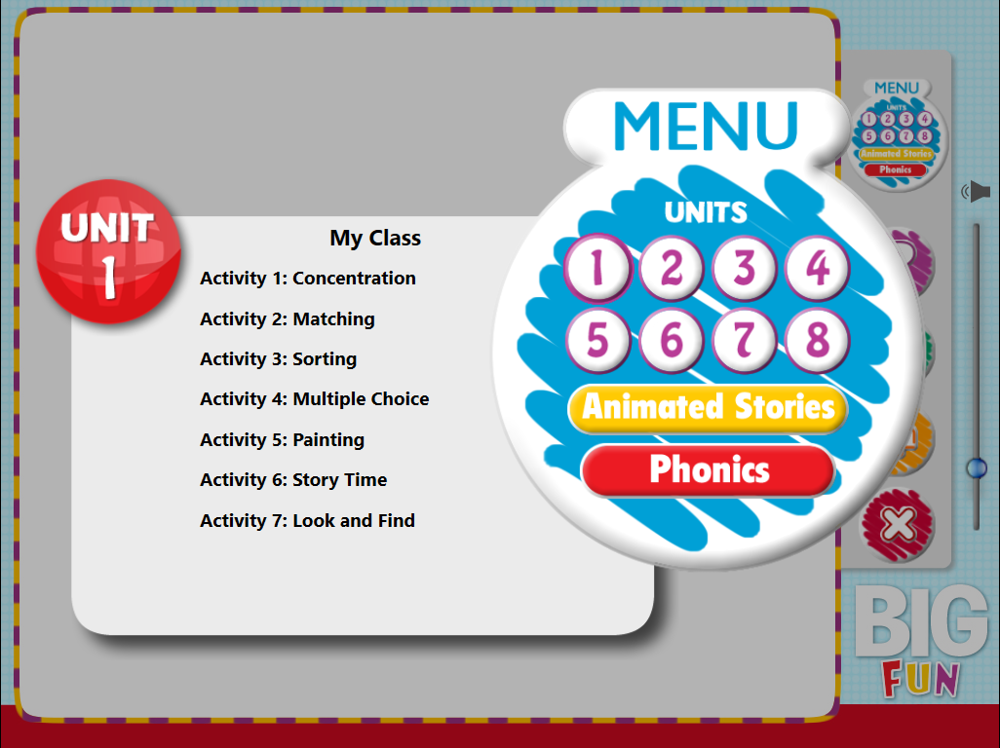 UNIT
1
My Class
Activity 1: Concentration
Activity 2: Matching
Activity 3: Sorting
Activity 4: Multiple Choice
Activity 5: Painting
Activity 6: Story Time
Activity 7: Look and Find
MENU
UNITS
1 2 3 4
5 6 7 8
Animated Stories
Phonics
MENU
UNITS
1 2 3 4
5 6 7 8
Animated Stories
Phonics
BIG
FUN